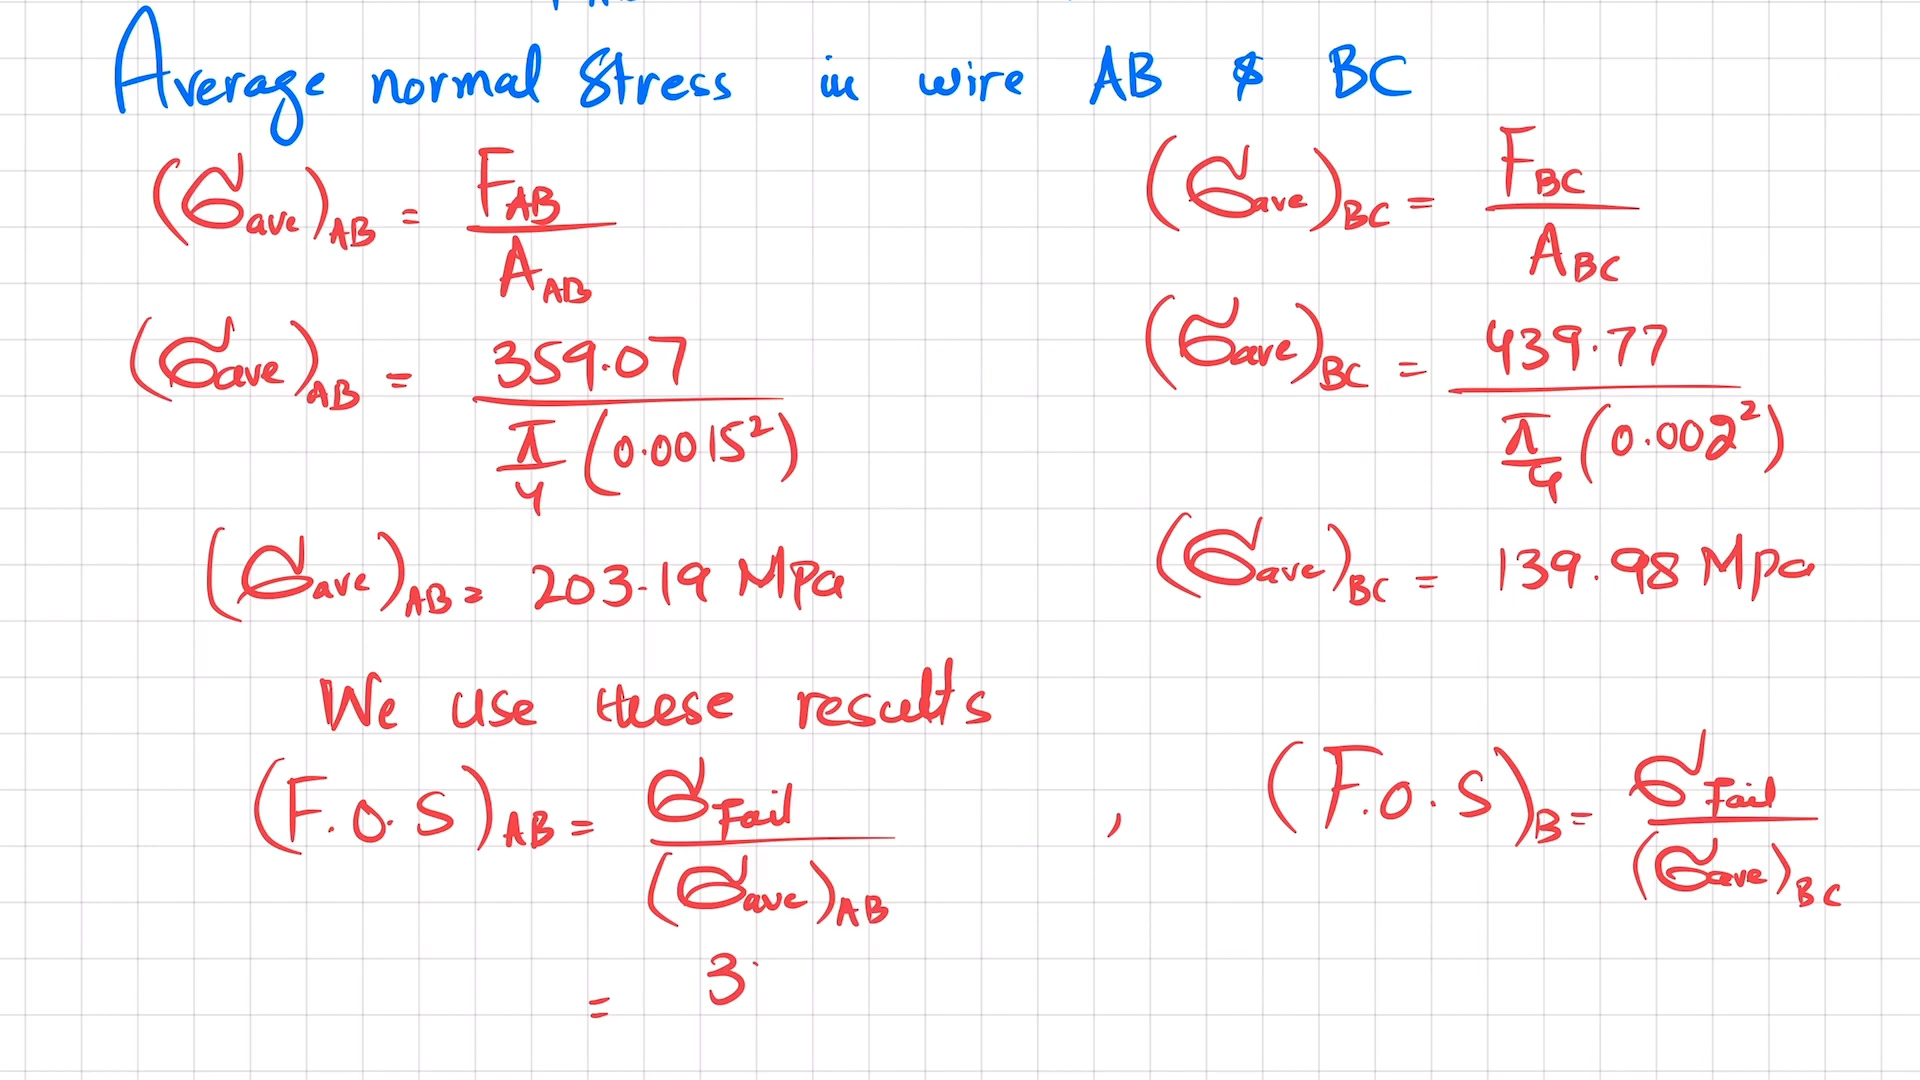 Average normal stress in wire AB & BC
(σave)AB = FAB / AAB
(σave)BC = FBC / ABC
(σave)AB = 359.07 / π/4 (0.0015²)
(σave)BC = 439.77 / π/4 (0.002²)
(σave)AB = 203.19 MPa
(σave)BC = 139.98 MPa
We use these results
(F.O.S)AB = σFail / (σave)AB , (F.O.S)B = σFail / (σave)BC
= 3